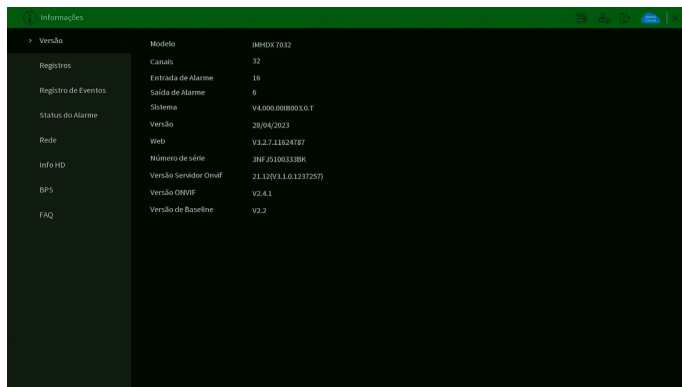 Informações
> Versão
Registros
Registro de Eventos
Status do Alarme
Rede
Info HD
BPS
FAQ
Modelo iMHDX 7032
Canais 32
Entrada de Alarme 16
Saída de Alarme 6
Sistema V4.000.00IB003.0.T
Versão 28/04/2023
Web V3.2.7.11624787
Número de série 3NFJ5100333BK
Versão Servidor Onvif 21.12(V3.1.0.1237257)
Versão ONVIF V2.4.1
Versão de Baseline V2.2